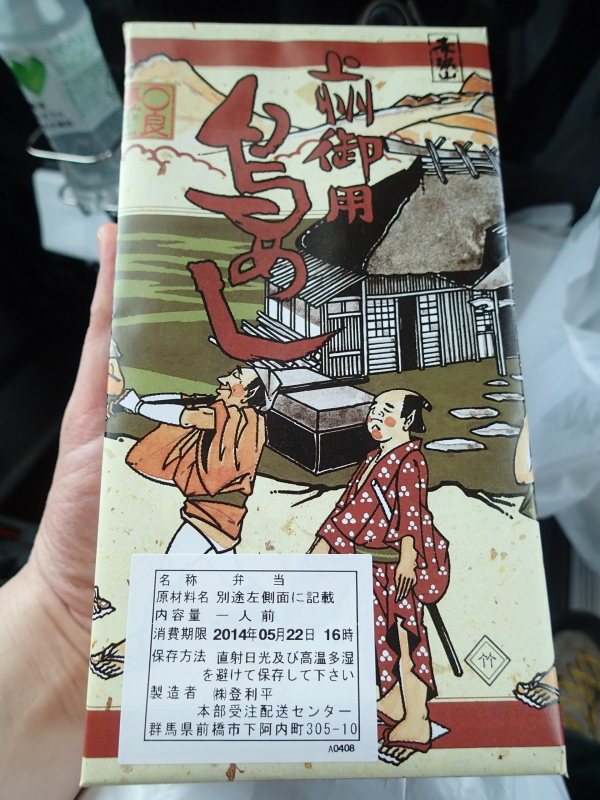 上州御用
鳥めし
〇良
竹
名称 弁当
原材料名 別途左側面に記載
内容量 一人前
消費期限 2014年05月22日 16時
保存方法 直射日光及び高温多湿
を避けて保存して下さい
製造者 ㈱登利平
本部受注配送センター
群馬県前橋市下阿内町305-10
A0408